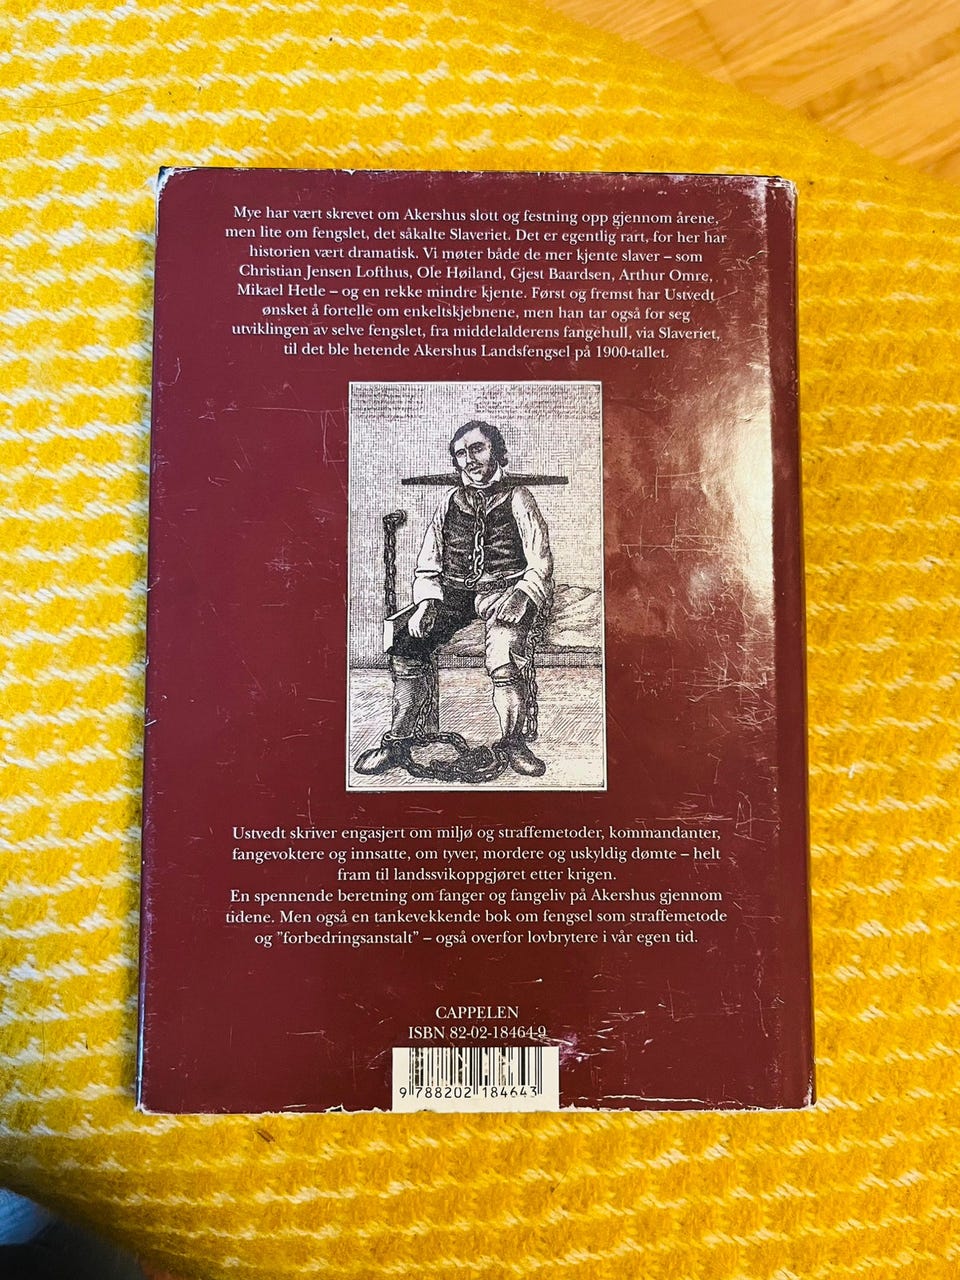 Mye har vært skrevet om Akershus slott og festning opp gjennom årene,
men lite om fengslet, det såkalte Slaveriet. Det er egentlig rart, for her har
historien vært dramatisk. Vi møter både de mer kjente slaver – som
Christian Jensen Lofthus, Ole Høiland, Gjest Baardsen, Arthur Omre,
Mikael Hetle – og en rekke mindre kjente. Først og fremst har Ustvedt
ønsket å fortelle om enkeltskjebnene, men han tar også for seg
utviklingen av selve fengslet, fra middelalderens fangehull, via Slaveriet,
til det ble hetende Akershus Landsfengsel på 1900-tallet.
Ustvedt skriver engasjert om miljø og straffemetoder, kommandanter,
fangevoktere og innsatte, om tyver, mordere og uskyldig dømte – helt
fram til landssvikoppgjøret etter krigen.
En spennende beretning om fanger og fangeliv på Akershus gjennom
tidene. Men også en tankevekkende bok om fengsel som straffemetode
og ”forbedringsanstalt” – også overfor lovbrytere i vår egen tid.
CAPPELEN
ISBN 82-02-18464-9
9 788202 184643